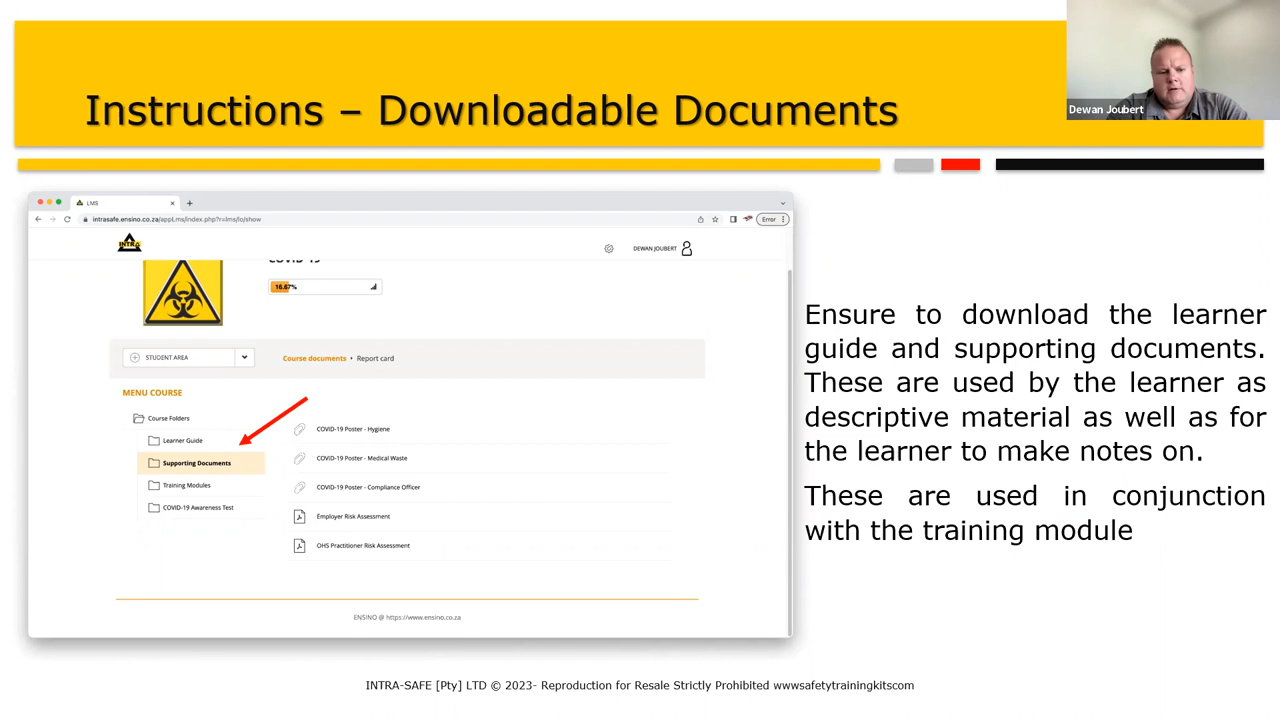 Instructions – Downloadable Documents
Dewan Joubert
LMS
intrasafe.ensino.co.za/appLms/index.php?r=lms/lo/show
Error
INTRA
DEWAN JOUBERT
COVID-19
16.67%
STUDENT AREA
Course documents • Report card
MENU COURSE
Course Folders
Learner Guide
Supporting Documents
Training Modules
COVID-19 Awareness Test
COVID-19 Poster - Hygiene
COVID-19 Poster - Medical Waste
COVID-19 Poster - Compliance Officer
Employer Risk Assessment
OHS Practitioner Risk Assessment
ENSINO @ https://www.ensino.co.za
Ensure to download the learner
guide and supporting documents.
These are used by the learner as
descriptive material as well as for
the learner to make notes on.
These are used in conjunction
with the training module
INTRA-SAFE [Pty] LTD © 2023- Reproduction for Resale Strictly Prohibited wwwsafetytrainingkitscom